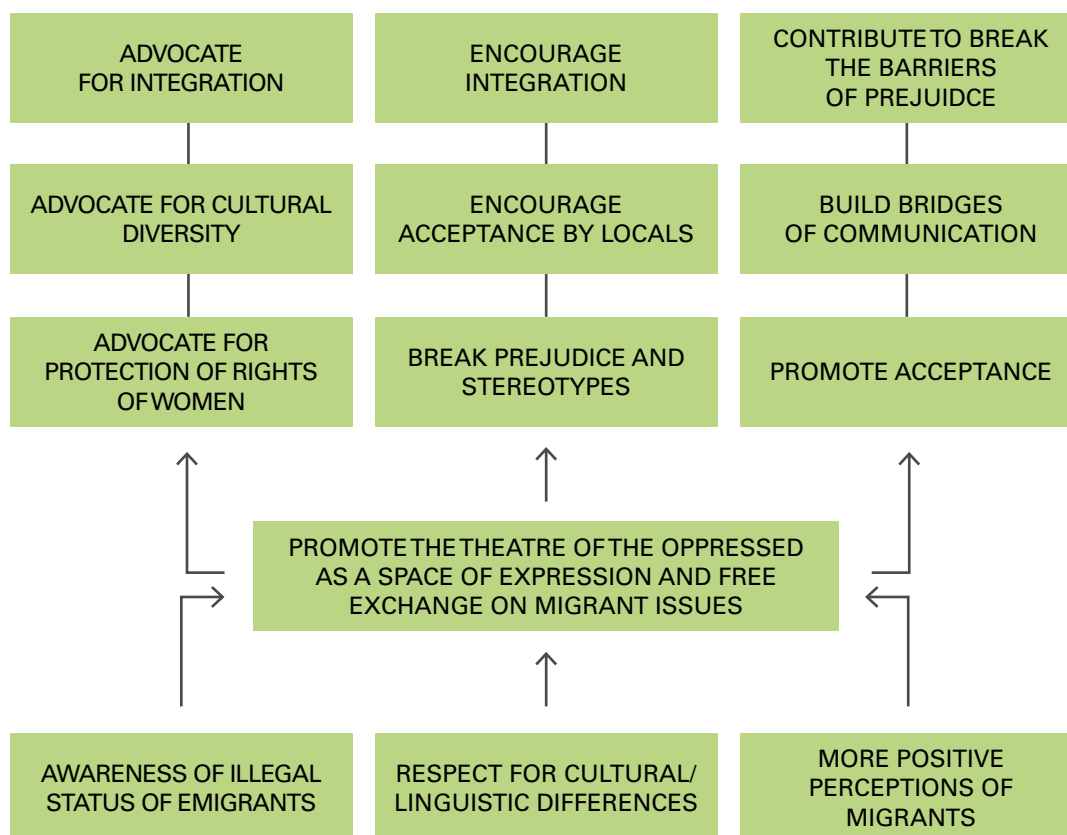 ADVOCATE
FOR INTEGRATION
ENCOURAGE
INTEGRATION
CONTRIBUTE TO BREAK
THE BARRIERS
OF PREJUIDCE
ADVOCATE FOR CULTURAL
DIVERSITY
ENCOURAGE
ACCEPTANCE BY LOCALS
BUILD BRIDGES
OF COMMUNICATION
ADVOCATE FOR
PROTECTION OF RIGHTS
OF WOMEN
BREAK PREJUDICE AND
STEREOTYPES
PROMOTE ACCEPTANCE
PROMOTE THE THEATRE OF THE OPPRESSED
AS A SPACE OF EXPRESSION AND FREE
EXCHANGE ON MIGRANT ISSUES
AWARENESS OF ILLEGAL
STATUS OF EMIGRANTS
RESPECT FOR CULTURAL/
LINGUISTIC DIFFERENCES
MORE POSITIVE
PERCEPTIONS OF
MIGRANTS